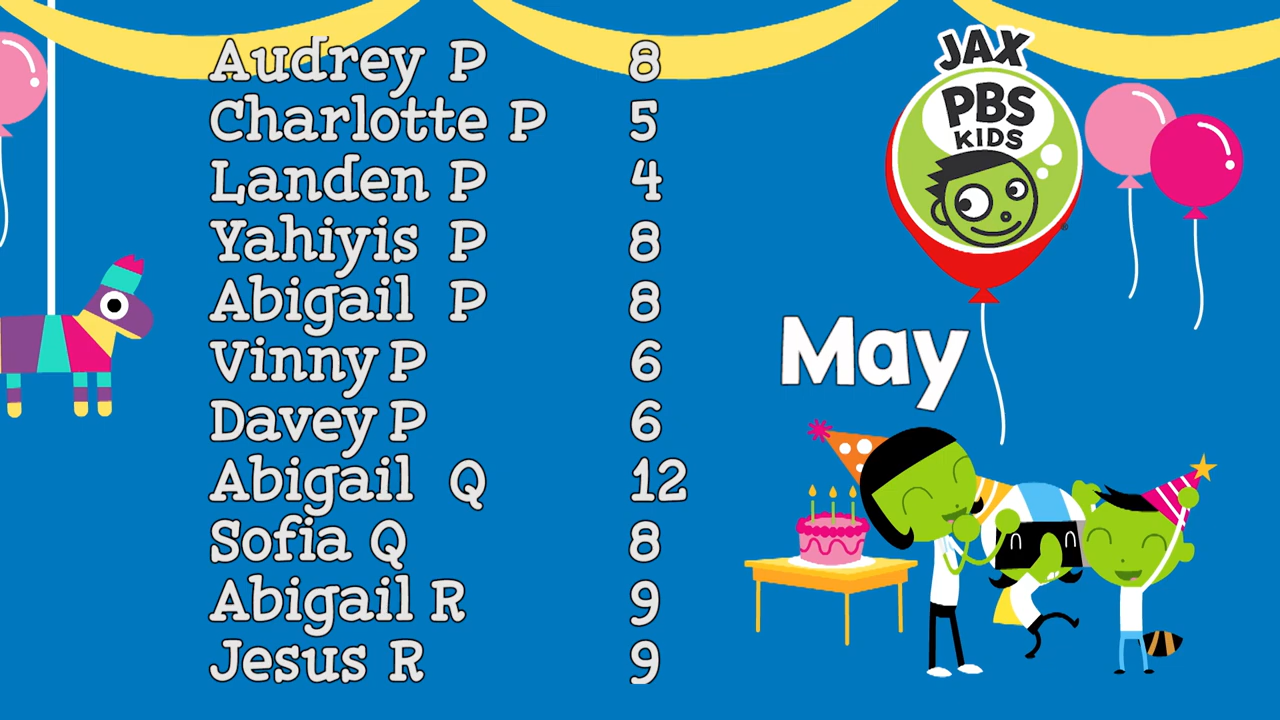 Audrey P 8
Charlotte P 5
Landen P 4
Yahiyis P 8
Abigail P 8
Vinny P 6
Davey P 6
Abigail Q 12
Sofia Q 8
Abigail R 9
Jesus R 9
JAX
PBS
KIDS
®
May